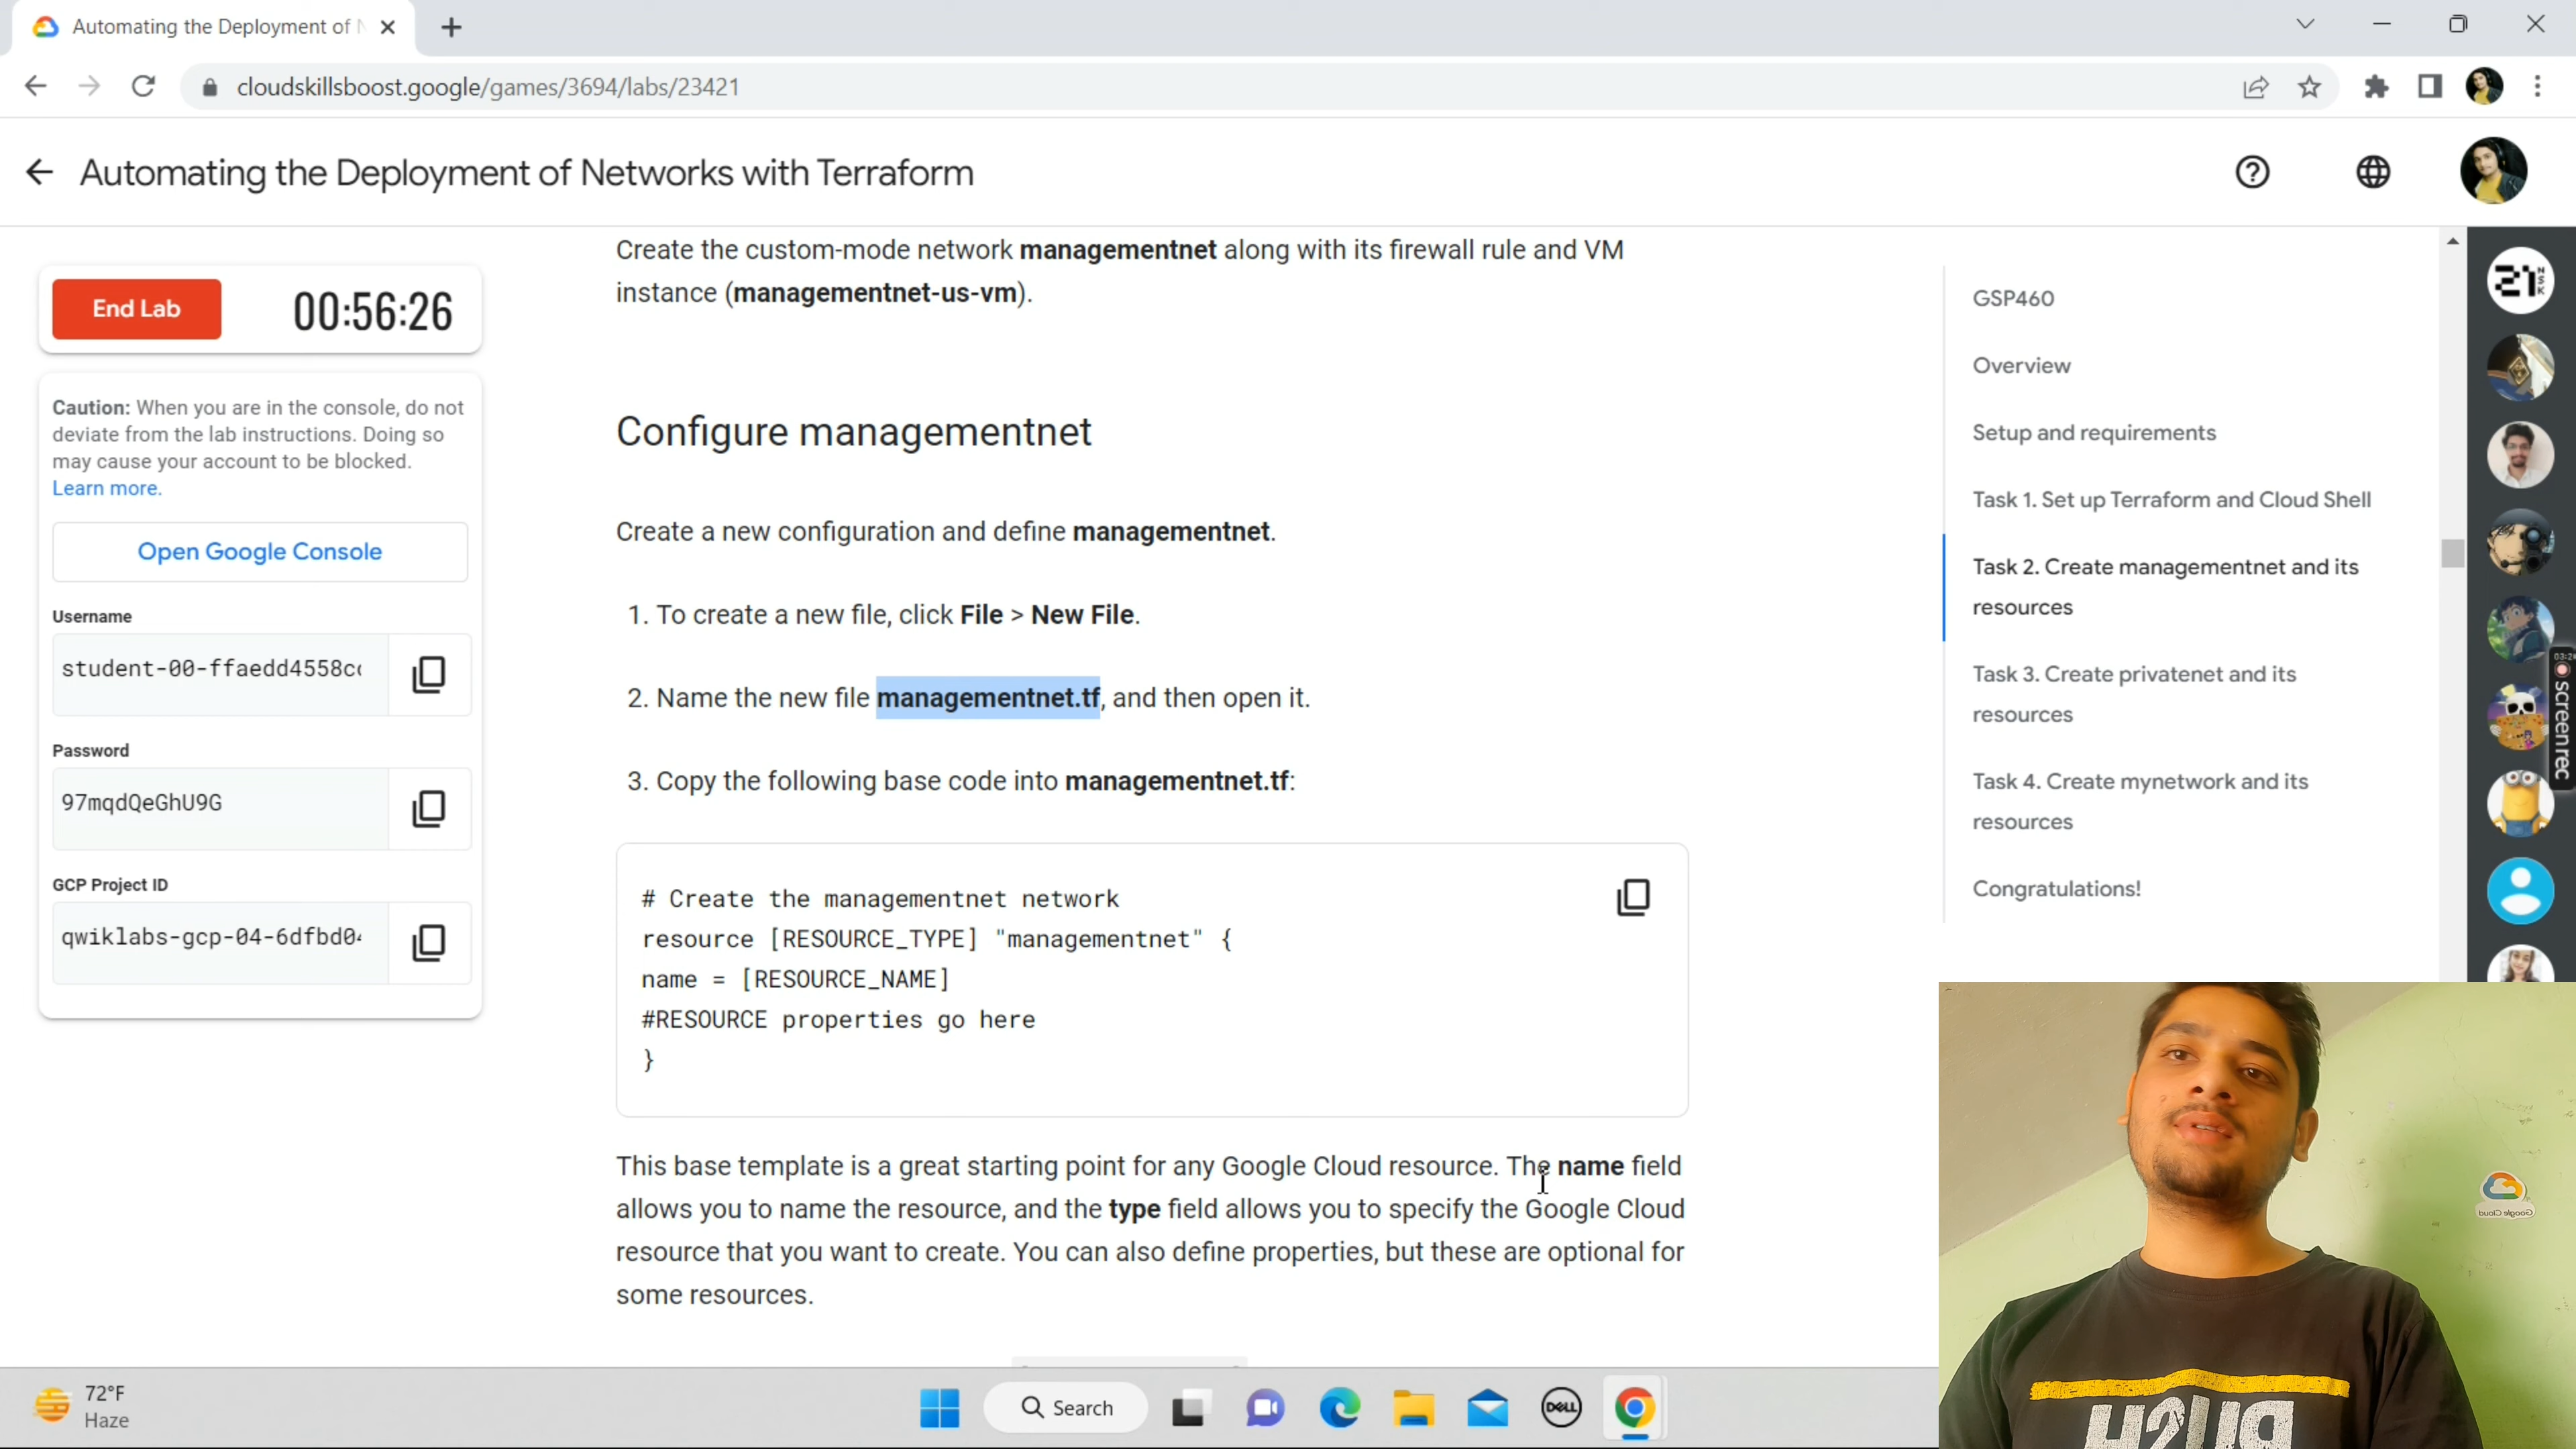 Automating the Deployment of N
cloudskillsboost.google/games/3694/labs/23421
Automating the Deployment of Networks with Terraform
End Lab
00:56:26
Caution: When you are in the console, do not
deviate from the lab instructions. Doing so
may cause your account to be blocked.
Learn more.
Open Google Console
Username
student-00-ffaedd4558c
Password
97mqdQeGhU9G
GCP Project ID
qwiklabs-gcp-04-6dfbd04
Create the custom-mode network managementnet along with its firewall rule and VM
instance (managementnet-us-vm).
Configure managementnet
Create a new configuration and define managementnet.
1. To create a new file, click File > New File.
2. Name the new file managementnet.tf, and then open it.
3. Copy the following base code into managementnet.tf:
# Create the managementnet network
resource [RESOURCE_TYPE] "managementnet" {
name = [RESOURCE_NAME]
#RESOURCE properties go here
}
This base template is a great starting point for any Google Cloud resource. The name field
allows you to name the resource, and the type field allows you to specify the Google Cloud
resource that you want to create. You can also define properties, but these are optional for
some resources.
GSP460
Overview
Setup and requirements
Task 1. Set up Terraform and Cloud Shell
Task 2. Create managementnet and its
resources
Task 3. Create privatenet and its
resources
Task 4. Create mynetwork and its
resources
Congratulations!
21
NSK
screenrec
Google Cloud
PUSH
72°F
Haze
Search
DELL